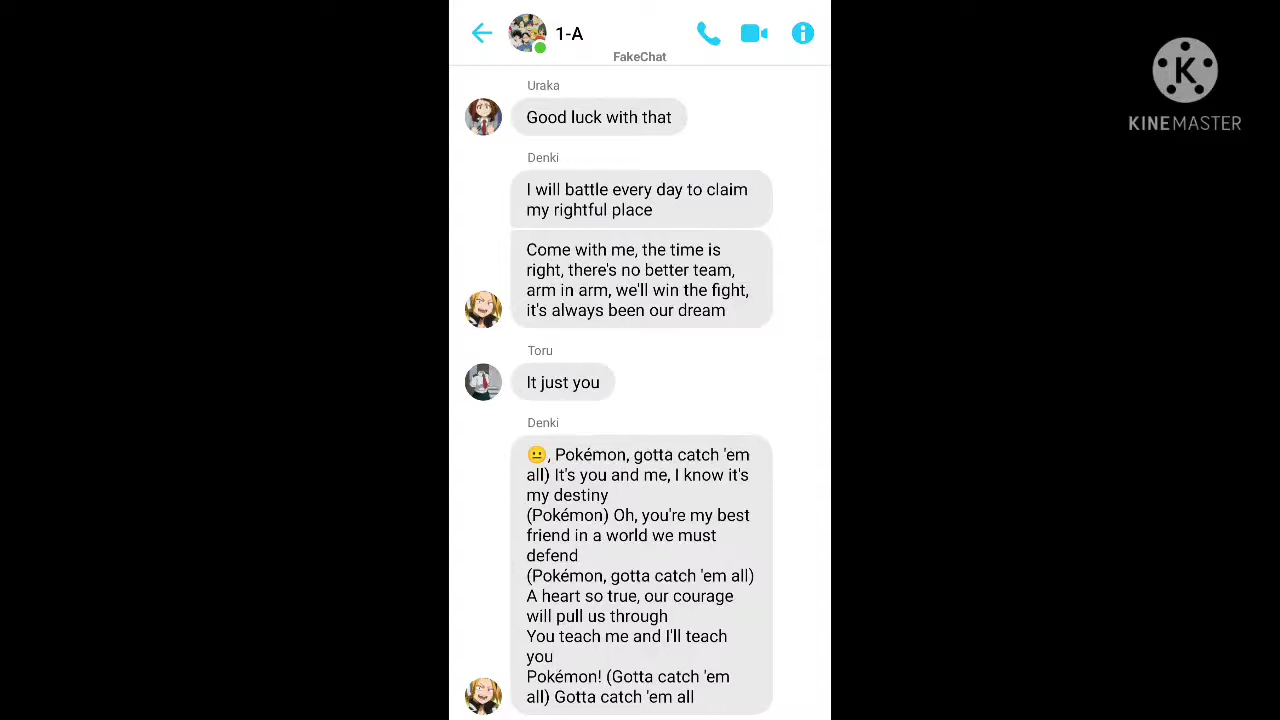 1-A
FakeChat
Uraka
Good luck with that
Denki
I will battle every day to claim
my rightful place
Come with me, the time is
right, there's no better team,
arm in arm, we'll win the fight,
it's always been our dream
Toru
It just you
Denki
😐, Pokémon, gotta catch 'em
all) It's you and me, I know it's
my destiny
(Pokémon) Oh, you're my best
friend in a world we must
defend
(Pokémon, gotta catch 'em all)
A heart so true, our courage
will pull us through
You teach me and I'll teach
you
Pokémon! (Gotta catch 'em
all) Gotta catch 'em all
K
KINEMASTER